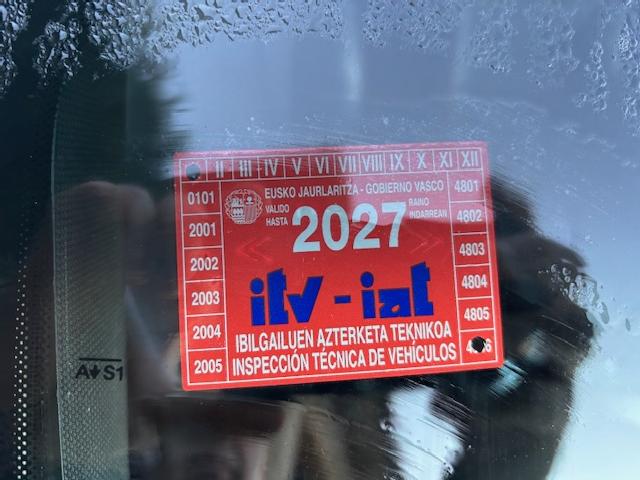 II III IV V VI VII VIII IX X XI XII
0101 EUSKO JAURLARITZA - GOBIERNO VASCO 4801
VALIDO HASTA 2027 RAINO INDARREAN
2001 4802
2002 4803
2003 itv - iat 4804
2004 IBILGAILUEN AZTERKETA TEKNIKOA 4805
2005 INSPECCIÓN TÉCNICA DE VEHÍCULOS
A S1